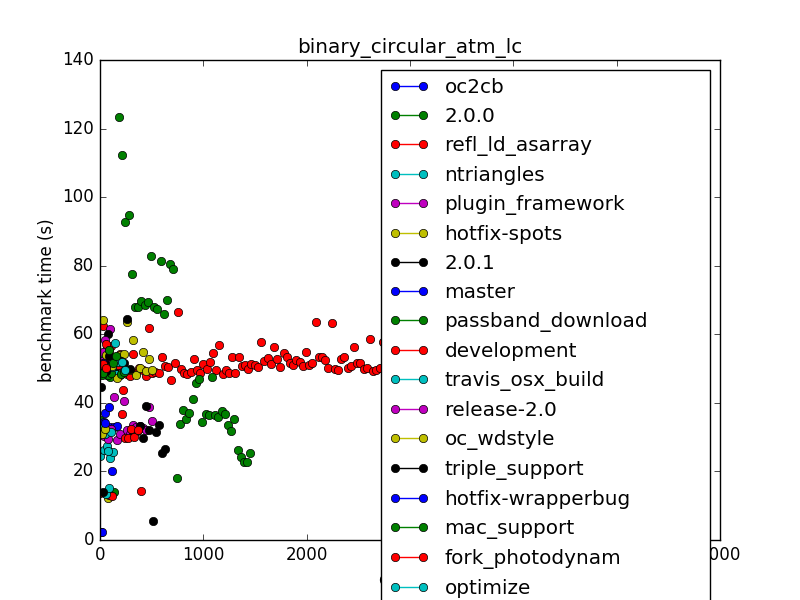 binary_circular_atm_lc
140
120
100
80
60
40
20
0
benchmark time (s)
0
1000
2000
000
oc2cb
2.0.0
refl_ld_asarray
ntriangles
plugin_framework
hotfix-spots
2.0.1
master
passband_download
development
travis_osx_build
release-2.0
oc_wdstyle
triple_support
hotfix-wrapperbug
mac_support
fork_photodynam
optimize